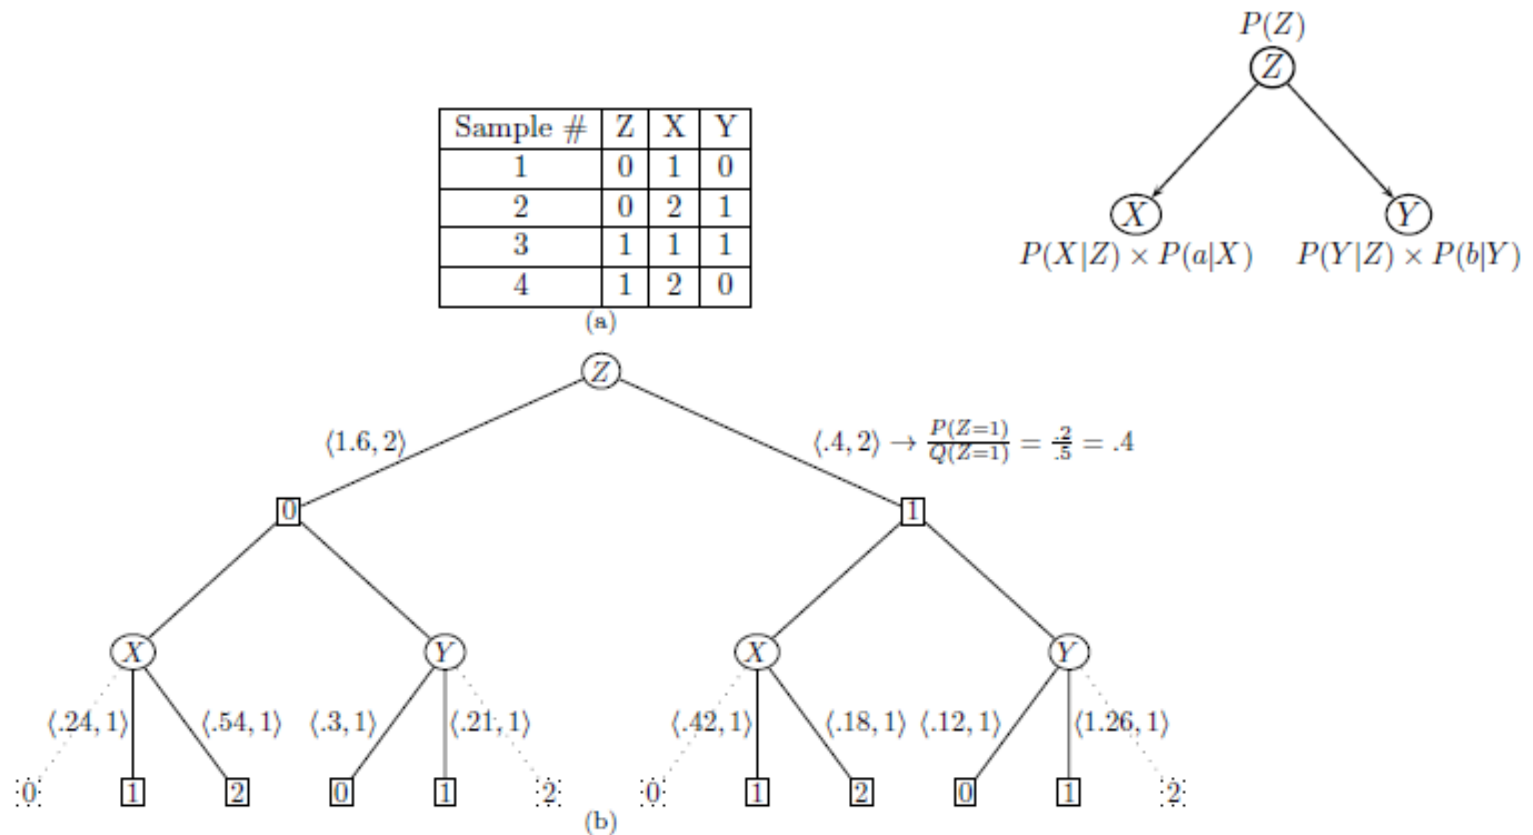 P(Z)
Z
X
Y
P(X|Z) × P(a|X)
P(Y|Z) × P(b|Y)
Sample # Z X Y
1 0 1 0
2 0 2 1
3 1 1 1
4 1 2 0
(a)
Z
⟨1.6, 2⟩
⟨.4, 2⟩ → P(Z=1)/Q(Z=1) = .2/.5 = .4
0 1
X Y X Y
⟨.24, 1⟩ ⟨.54, 1⟩ ⟨.3, 1⟩ ⟨.21, 1⟩ ⟨.42, 1⟩ ⟨.18, 1⟩ ⟨.12, 1⟩ ⟨1.26, 1⟩
0 1 2 0 1 2 0 1 2 0 1 2
(b)